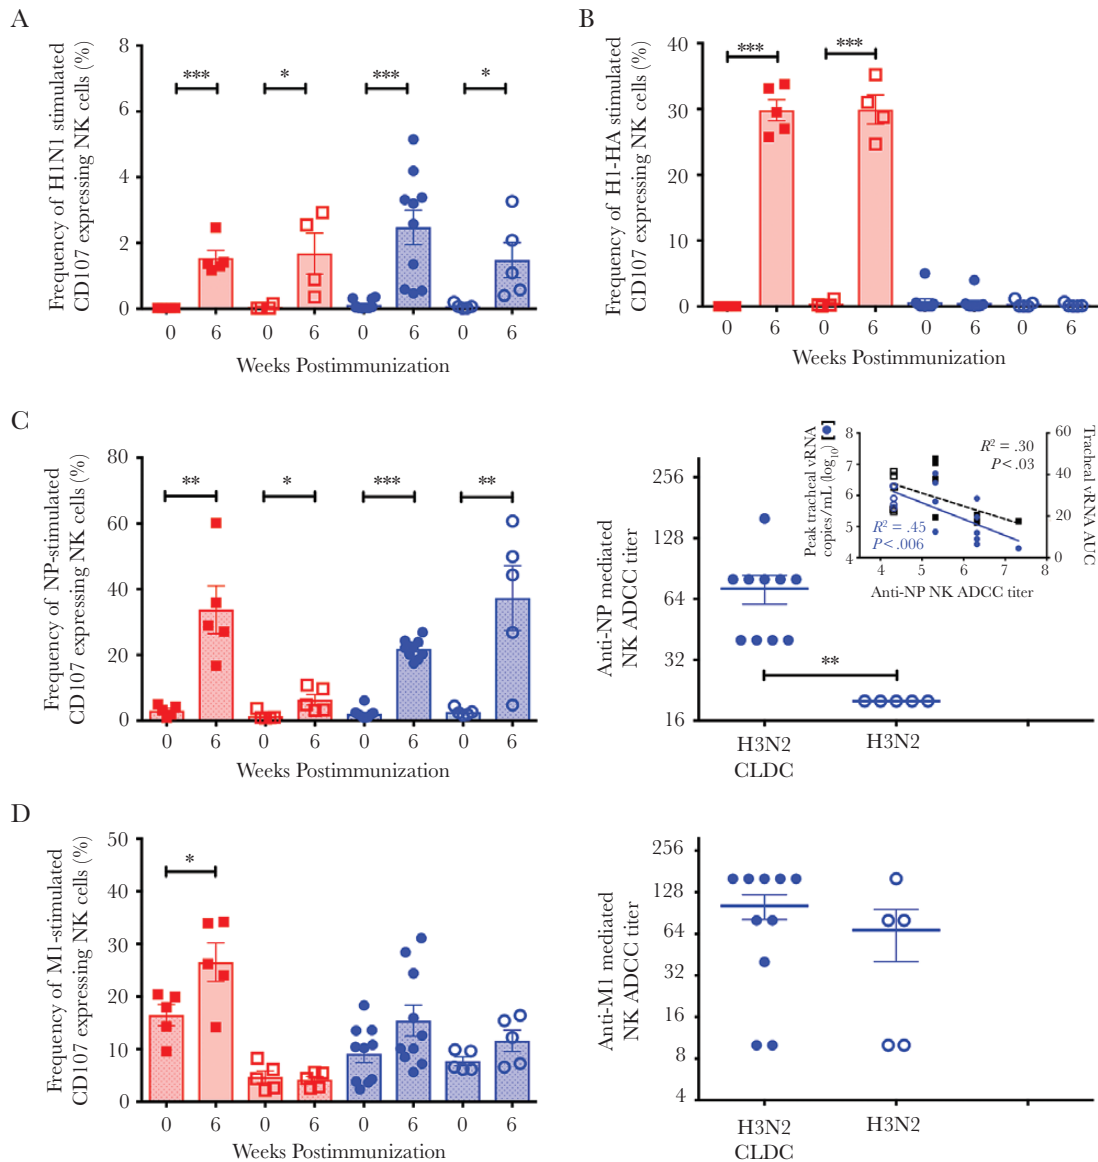 A
Frequency of H1N1 stimulated
CD107 expressing NK cells (%)
8
6
4
2
0
***
*
***
*
0 6 0 6 0 6 0 6
Weeks Postimmunization
B
Frequency of H1-HA stimulated
CD107 expressing NK cells (%)
40
30
20
10
0
***
***
0 6 0 6 0 6 0 6
Weeks Postimmunization
C
Frequency of NP-stimulated
CD107 expressing NK cells (%)
80
60
40
20
0
**
*
***
**
0 6 0 6 0 6 0 6
Weeks Postimmunization
Anti-NP mediated
NK ADCC titer
256
128
64
32
16
**
H3N2
CLDC
H3N2
Peak tracheal vRNA
copies/mL (log10)
8
7
6
5
4
R² = .30
P < .03
R² = .45
P < .006
60
40
20
0
Tracheal vRNA AUC
4 5 6 7 8
Anti-NP NK ADCC titer
D
Frequency of M1-stimulated
CD107 expressing NK cells (%)
50
40
30
20
10
0
*
0 6 0 6 0 6 0 6
Weeks Postimmunization
Anti-M1 mediated
NK ADCC titer
256
128
64
32
16
8
4
H3N2
CLDC
H3N2